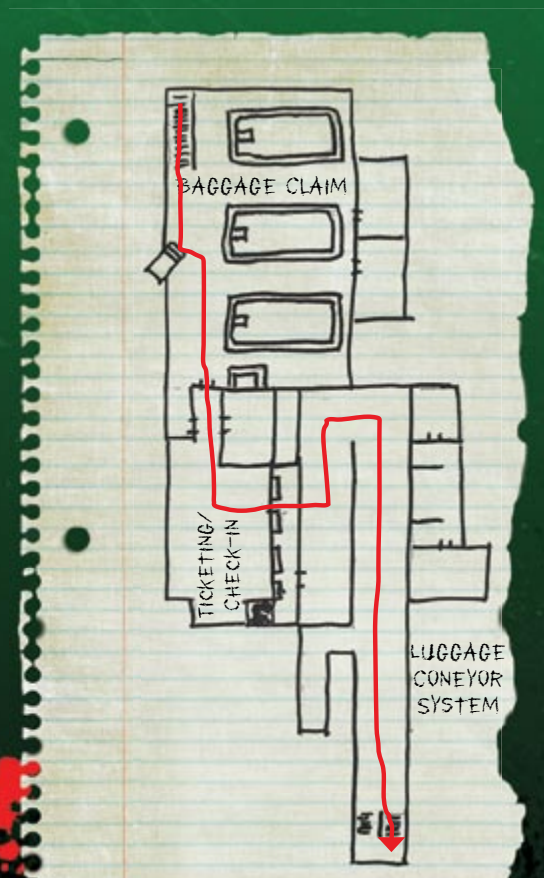 BAGGAGE CLAIM
TICKETING/
CHECK-IN
LUGGAGE
CONEYOR
SYSTEM